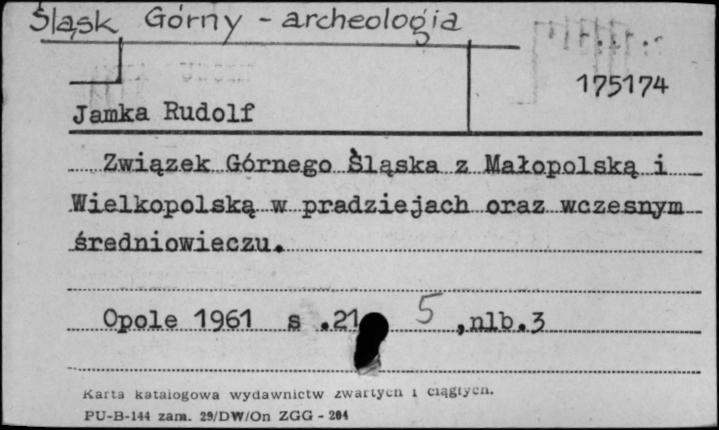 Śląsk Górny - archeologia
175174
Jamka Rudolf
Związek Górnego Śląska z Małopolską i
Wielkopolską w pradziejach oraz wczesnym
średniowieczu.
Opole 1961 s .21 5 ,nlb.3
Karta katalogowa wydawnictw zwartych i ciągłych.
PU-B-144 zam. 29/DW/On ZGG - 204